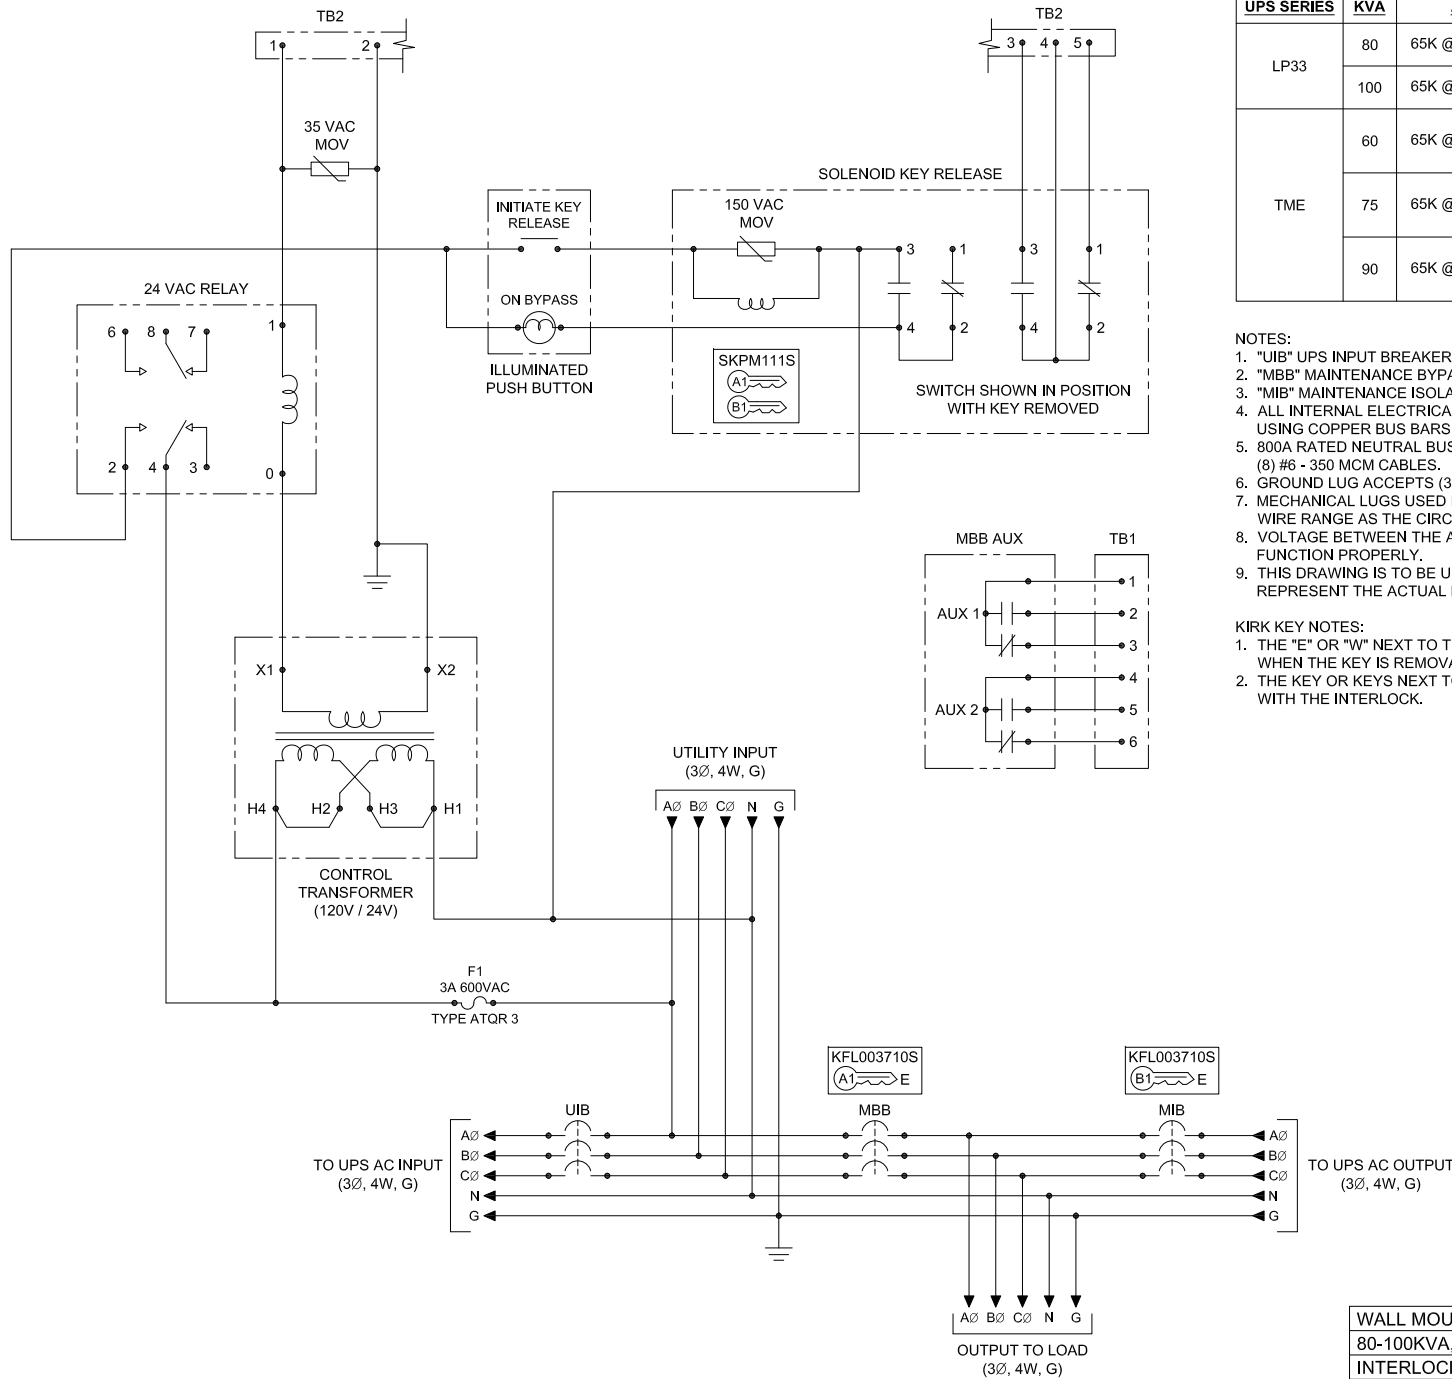 TB2
1
2
35 VAC
MOV
TB2
3
4
5
SOLENOID KEY RELEASE
INITIATE KEY
RELEASE
150 VAC
MOV
3
1
3
1
ON BYPASS
4
2
4
2
ILLUMINATED
PUSH BUTTON
SKPM111S
A1
B1
SWITCH SHOWN IN POSITION
WITH KEY REMOVED
24 VAC RELAY
6
8
7
1
2
4
3
0
UPS SERIES
KVA
LP33
80
65K @
100
65K @
TME
60
65K @
75
65K @
90
65K @
NOTES:
1. "UIB" UPS INPUT BREAKER
2. "MBB" MAINTENANCE BYPA
3. "MIB" MAINTENANCE ISOLA
4. ALL INTERNAL ELECTRICA
USING COPPER BUS BARS
5. 800A RATED NEUTRAL BUS
(8) #6 - 350 MCM CABLES.
6. GROUND LUG ACCEPTS (3
7. MECHANICAL LUGS USED
WIRE RANGE AS THE CIRC
8. VOLTAGE BETWEEN THE A
FUNCTION PROPERLY.
9. THIS DRAWING IS TO BE U
REPRESENT THE ACTUAL
KIRK KEY NOTES:
1. THE "E" OR "W" NEXT TO T
WHEN THE KEY IS REMOVA
2. THE KEY OR KEYS NEXT TO
WITH THE INTERLOCK.
MBB AUX
TB1
AUX 1
1
2
3
AUX 2
4
5
6
X1
X2
H4
H2
H3
H1
CONTROL
TRANSFORMER
(120V / 24V)
UTILITY INPUT
(3Ø, 4W, G)
AØ BØ CØ N G
F1
3A 600VAC
TYPE ATQR 3
KFL003710S
A1 E
KFL003710S
B1 E
UIB
MBB
MIB
TO UPS AC INPUT
(3Ø, 4W, G)
AØ
BØ
CØ
N
G
AØ
BØ
CØ
N
G
TO UPS AC OUTPUT
(3Ø, 4W, G)
AØ BØ CØ N G
OUTPUT TO LOAD
(3Ø, 4W, G)
WALL MOU
80-100KVA,
INTERLOC